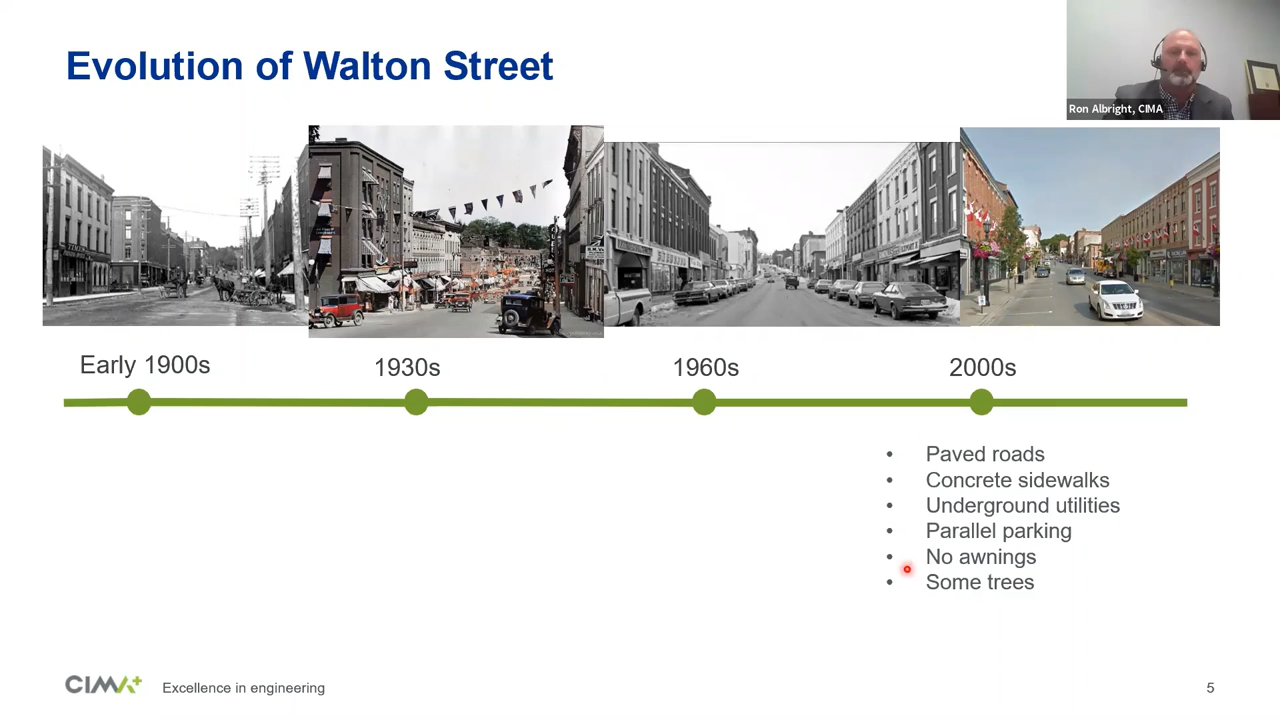 Evolution of Walton Street
Ron Albright, CIMA
Early 1900s
1930s
1960s
2000s
• Paved roads
• Concrete sidewalks
• Underground utilities
• Parallel parking
• No awnings
• Some trees
CIMA+
Excellence in engineering
5